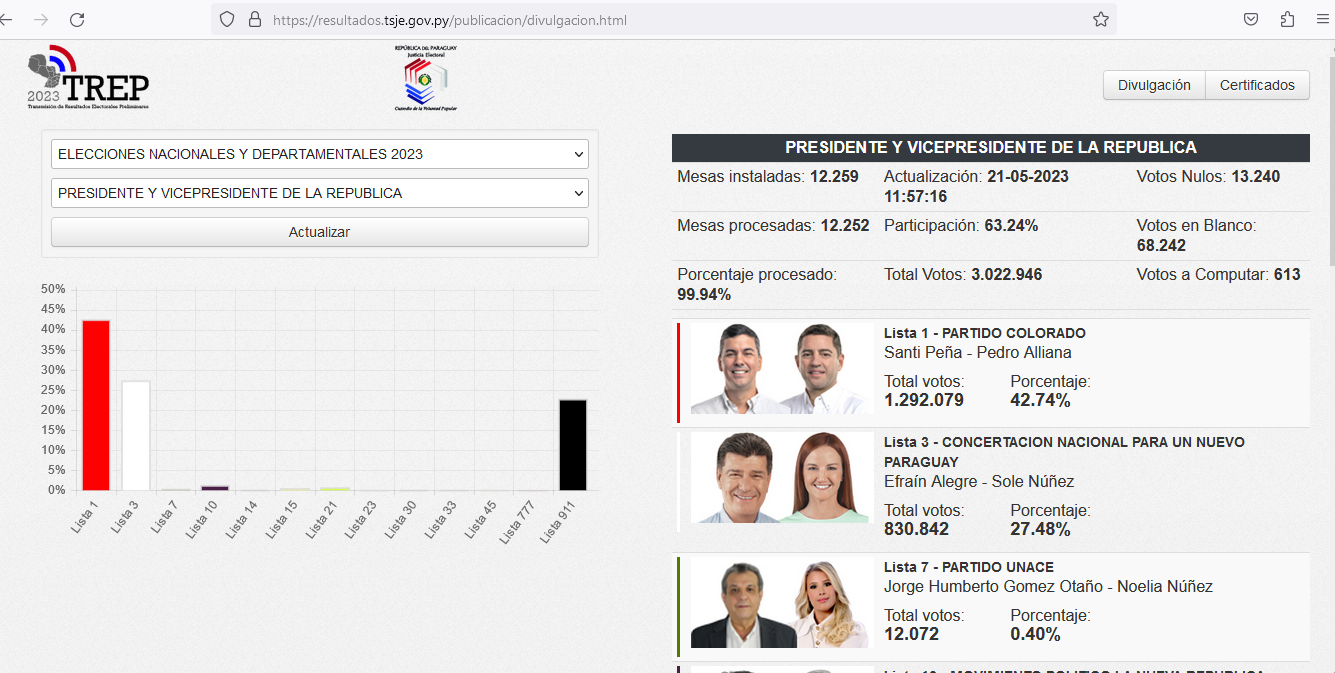 https://resultados.tsje.gov.py/publicacion/divulgacion.html
2023 TREP
Transmisión de Resultados Electorales Preliminares
REPÚBLICA DEL PARAGUAY
Justicia Electoral
Custodio de la Voluntad Popular
Divulgación
Certificados
ELECCIONES NACIONALES Y DEPARTAMENTALES 2023
PRESIDENTE Y VICEPRESIDENTE DE LA REPUBLICA
Actualizar
50%
45%
40%
35%
30%
25%
20%
15%
10%
5%
0%
Lista 1
Lista 3
Lista 7
Lista 10
Lista 14
Lista 15
Lista 21
Lista 23
Lista 30
Lista 33
Lista 45
Lista 777
Lista 911
PRESIDENTE Y VICEPRESIDENTE DE LA REPUBLICA
Mesas instaladas: 12.259
Actualización: 21-05-2023
11:57:16
Votos Nulos: 13.240
Mesas procesadas: 12.252
Participación: 63.24%
Votos en Blanco:
68.242
Porcentaje procesado:
99.94%
Total Votos: 3.022.946
Votos a Computar: 613
Lista 1 - PARTIDO COLORADO
Santi Peña - Pedro Alliana
Total votos: Porcentaje:
1.292.079 42.74%
Lista 3 - CONCERTACION NACIONAL PARA UN NUEVO
PARAGUAY
Efraín Alegre - Sole Núñez
Total votos: Porcentaje:
830.842 27.48%
Lista 7 - PARTIDO UNACE
Jorge Humberto Gomez Otaño - Noelia Núñez
Total votos: Porcentaje:
12.072 0.40%
Lista 10 - MOVIMIENTO POLITICO LA NUEVA REPUBLICA